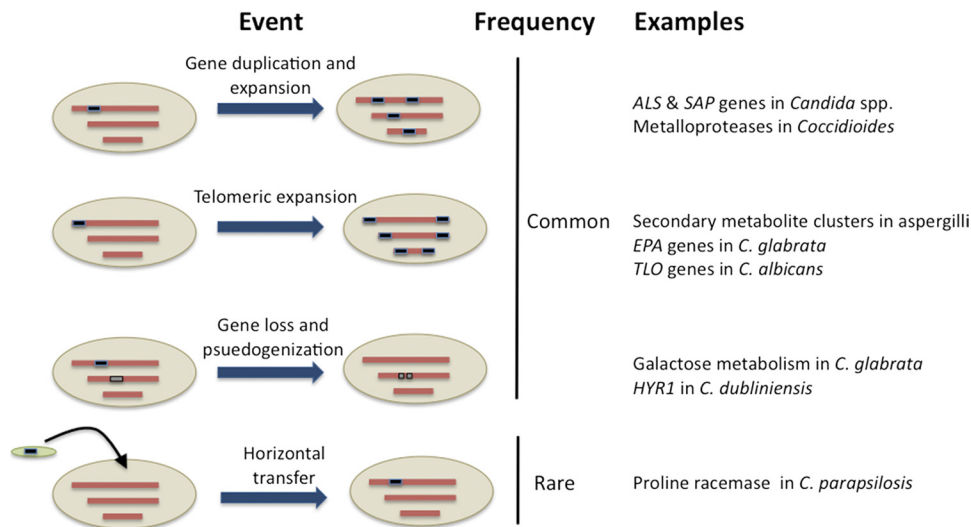 Event
Frequency
Examples
Gene duplication and
expansion
ALS & SAP genes in Candida spp.
Metalloproteases in Coccidioides
Telomeric expansion
Common
Secondary metabolite clusters in aspergilli
EPA genes in C. glabrata
TLO genes in C. albicans
Gene loss and
psuedogenization
Galactose metabolism in C. glabrata
HYR1 in C. dubliniensis
Horizontal
transfer
Rare
Proline racemase in C. parapsilosis